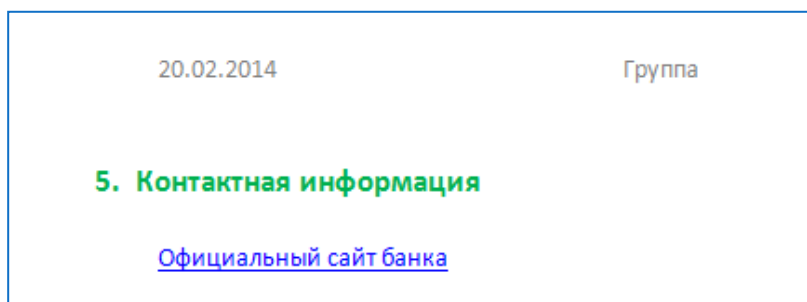 20.02.2014 Группа
5. Контактная информация
Официальный сайт банка